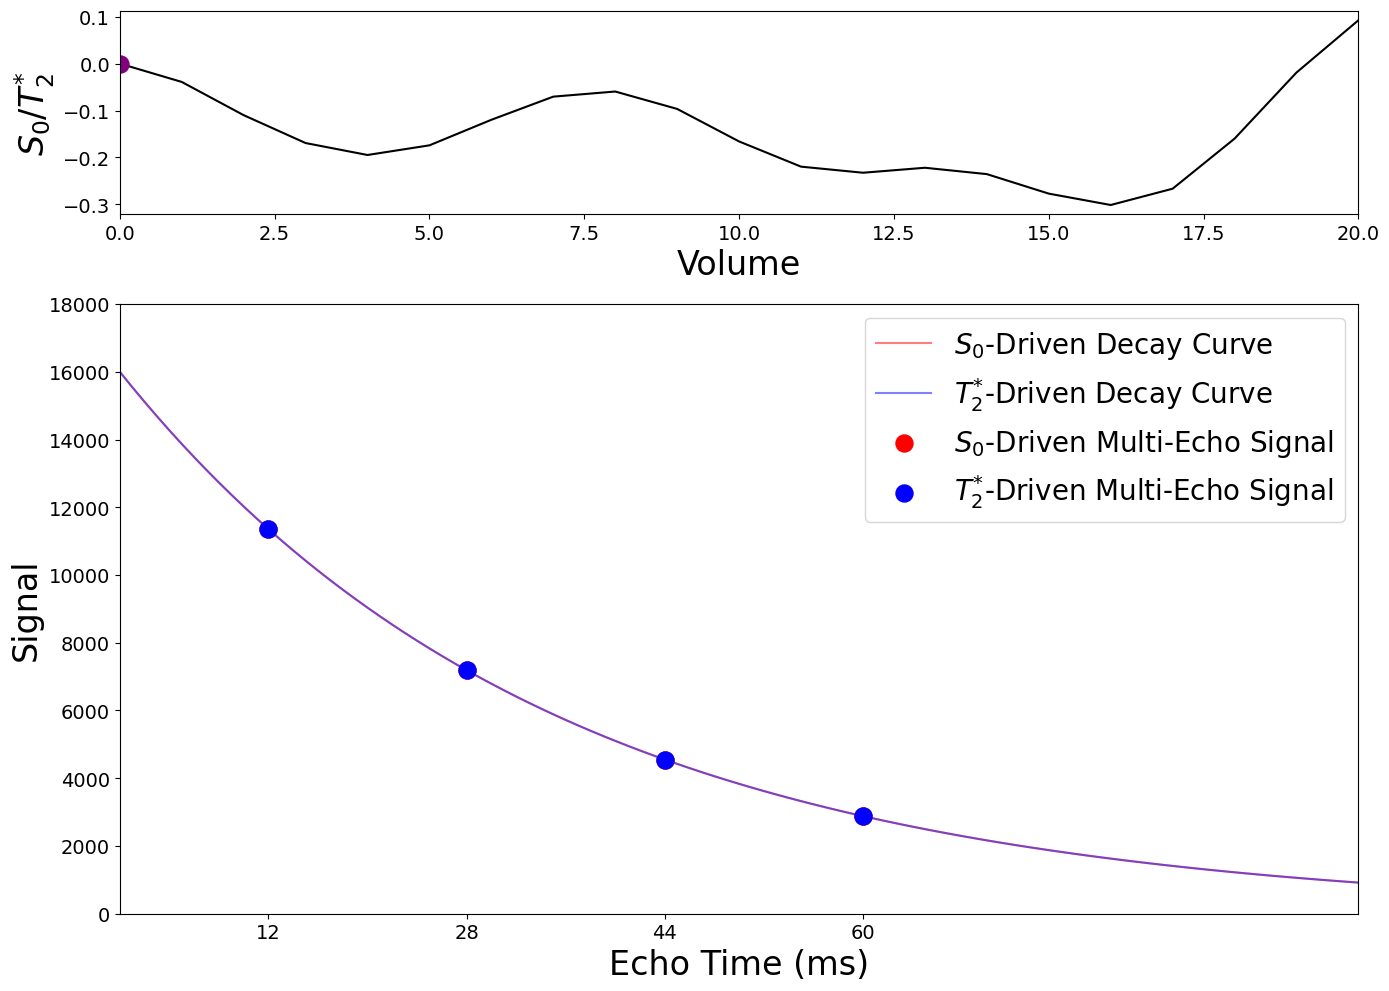 0.1
0.0
−0.1
−0.2
−0.3
S₀/T₂*
0.0 2.5 5.0 7.5 10.0 12.5 15.0 17.5 20.0
Volume
18000
16000
14000
12000
10000
8000
6000
4000
2000
0
Signal
S₀-Driven Decay Curve
T₂*-Driven Decay Curve
S₀-Driven Multi-Echo Signal
T₂*-Driven Multi-Echo Signal
12 28 44 60
Echo Time (ms)